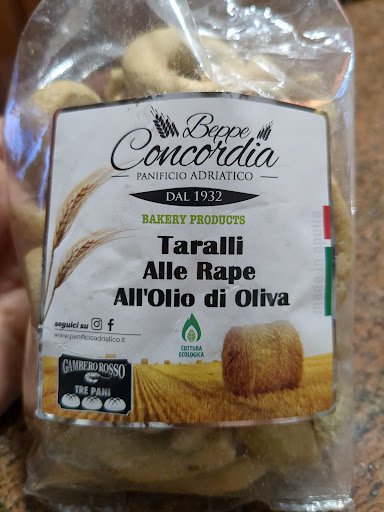 Beppe
Concordia
PANIFICIO ADRIATICO
DAL 1932
BAKERY PRODUCTS
Taralli
Alle Rape
All'Olio di Oliva
made in puglia
seguici su
www.panificioadriatico.it
COTTURA
ECOLOGICA
GAMBERO ROSSO
TRE PANI